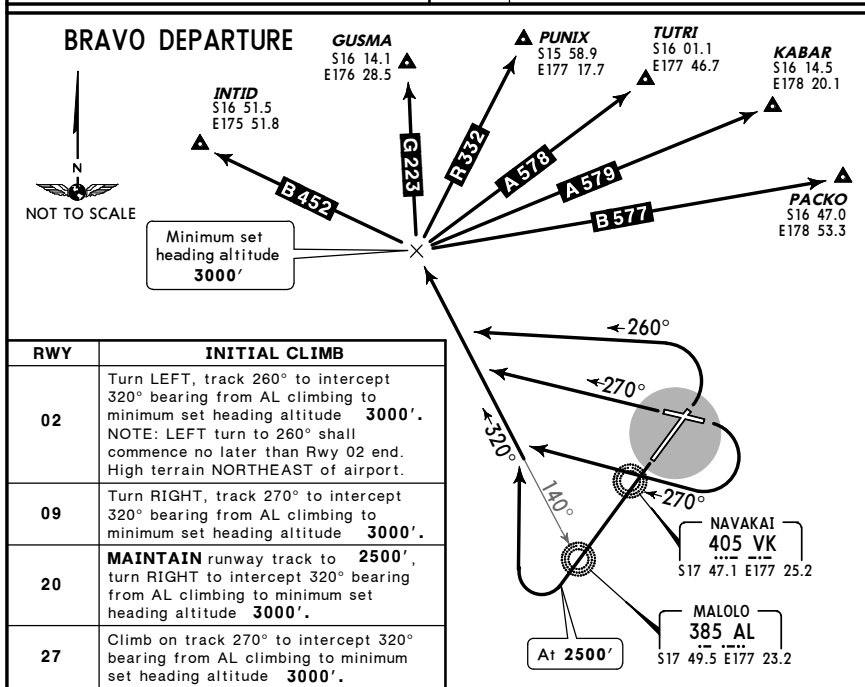 BRAVO DEPARTURE
GUSMA
S16 14.1
E176 28.5
PUNIX
S15 58.9
E177 17.7
TUTRI
S16 01.1
E177 46.7
KABAR
S16 14.5
E178 20.1
INTID
S16 51.5
E175 51.8
PACKO
S16 47.0
E178 53.3
N
NOT TO SCALE
B 452
G 223
R 332
A 578
A 579
B 577
Minimum set
heading altitude
3000'
260°
270°
320°
140°
270°
NAVAKAI
405 VK
S17 47.1 E177 25.2
MALOLO
385 AL
S17 49.5 E177 23.2
At 2500'
RWY INITIAL CLIMB
02
Turn LEFT, track 260° to intercept
320° bearing from AL climbing to
minimum set heading altitude 3000'.
NOTE: LEFT turn to 260° shall
commence no later than Rwy 02 end.
High terrain NORTHEAST of airport.
09
Turn RIGHT, track 270° to intercept
320° bearing from AL climbing to
minimum set heading altitude 3000'.
20
MAINTAIN runway track to 2500',
turn RIGHT to intercept 320° bearing
from AL climbing to minimum set
heading altitude 3000'.
27
Climb on track 270° to intercept 320°
bearing from AL climbing to minimum
set heading altitude 3000'.